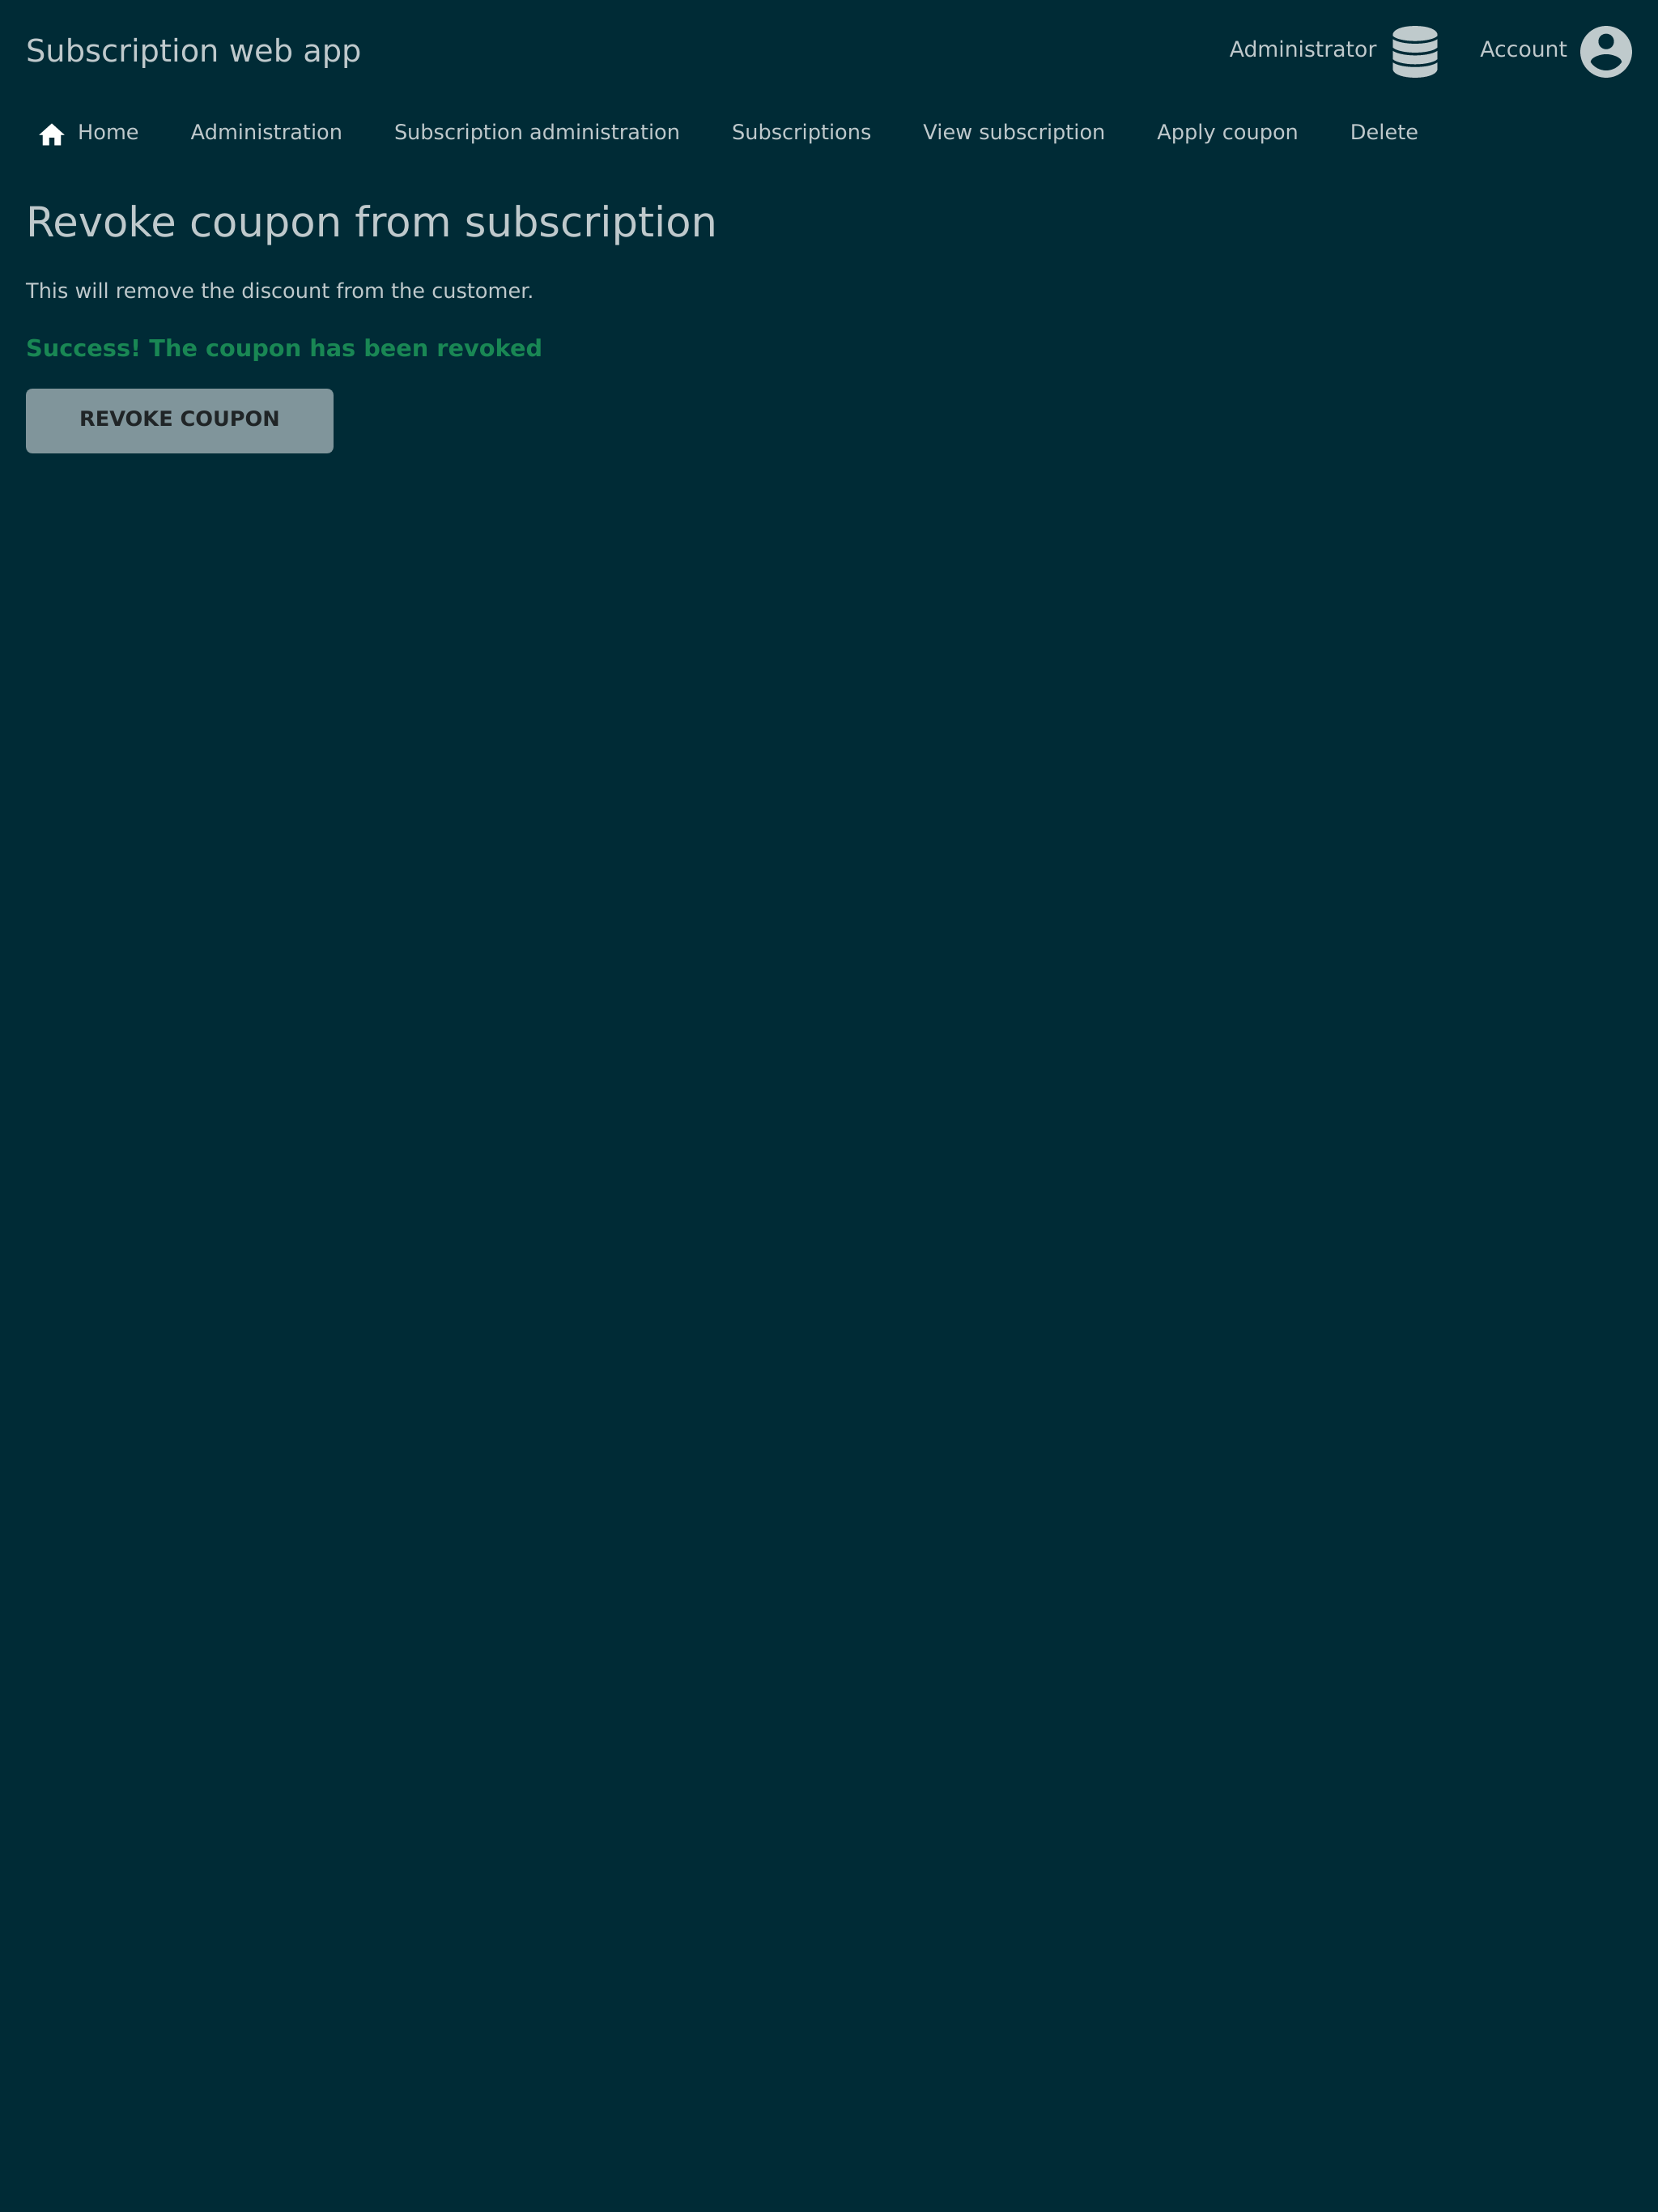 Subscription web app
Administrator
Account
Home
Administration
Subscription administration
Subscriptions
View subscription
Apply coupon
Delete
Revoke coupon from subscription
This will remove the discount from the customer.
Success! The coupon has been revoked
REVOKE COUPON